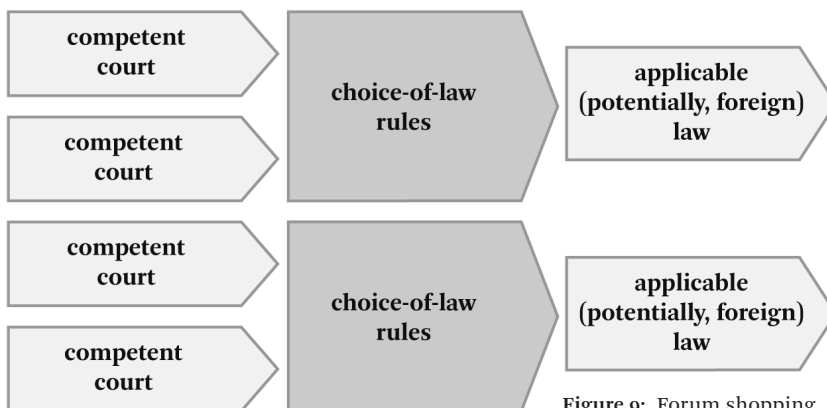 competent
court
choice-of-law
rules
applicable
(potentially, foreign)
law
competent
court
competent
court
choice-of-law
rules
applicable
(potentially, foreign)
law
competent
court
Figure 9: Forum shopping